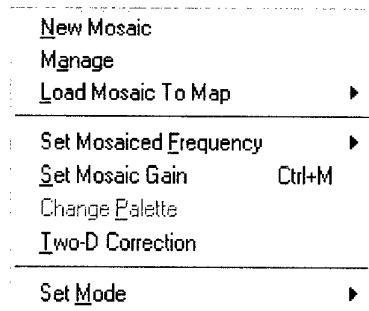 New Mosaic
Manage
Load Mosaic To Map
Set Mosaiced Frequency
Set Mosaic Gain Ctrl+M
Change Palette
Two-D Correction
Set Mode